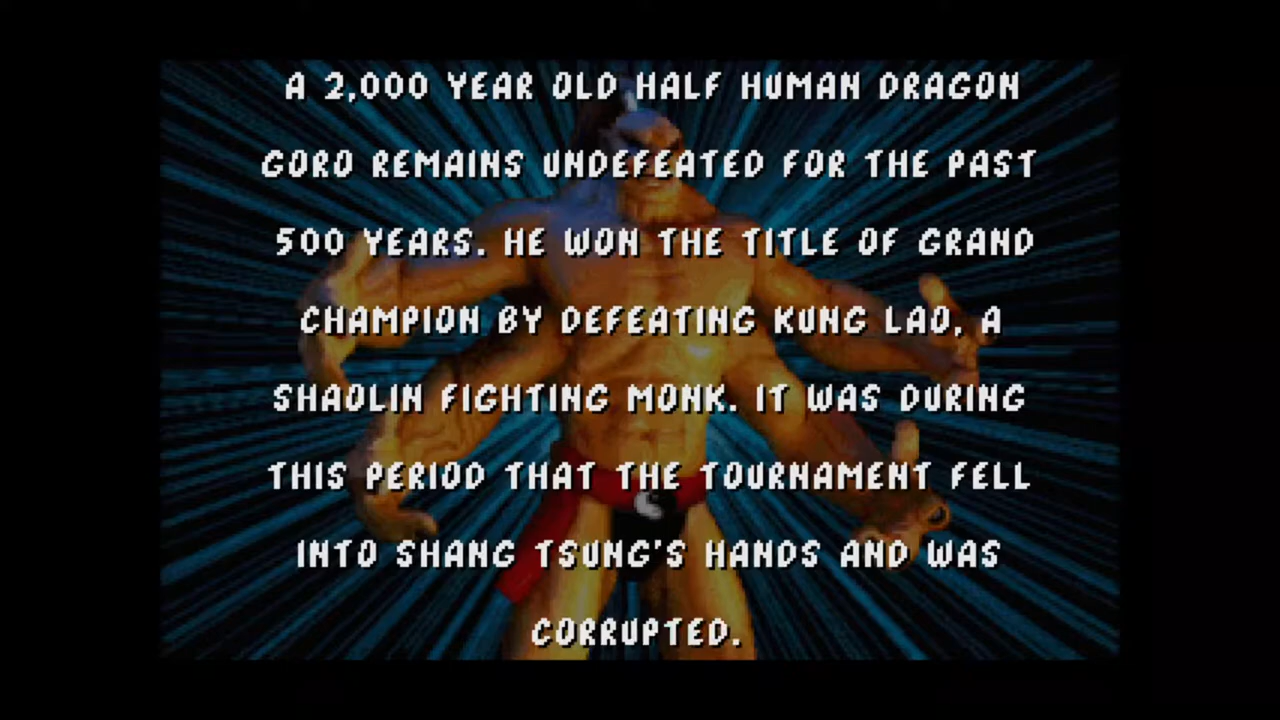 A 2,000 YEAR OLD HALF HUMAN DRAGON
GORO REMAINS UNDEFEATED FOR THE PAST
500 YEARS. HE WON THE TITLE OF GRAND
CHAMPION BY DEFEATING KUNG LAO, A
SHAOLIN FIGHTING MONK. IT WAS DURING
THIS PERIOD THAT THE TOURNAMENT FELL
INTO SHANG TSUNG'S HANDS AND WAS
CORRUPTED.